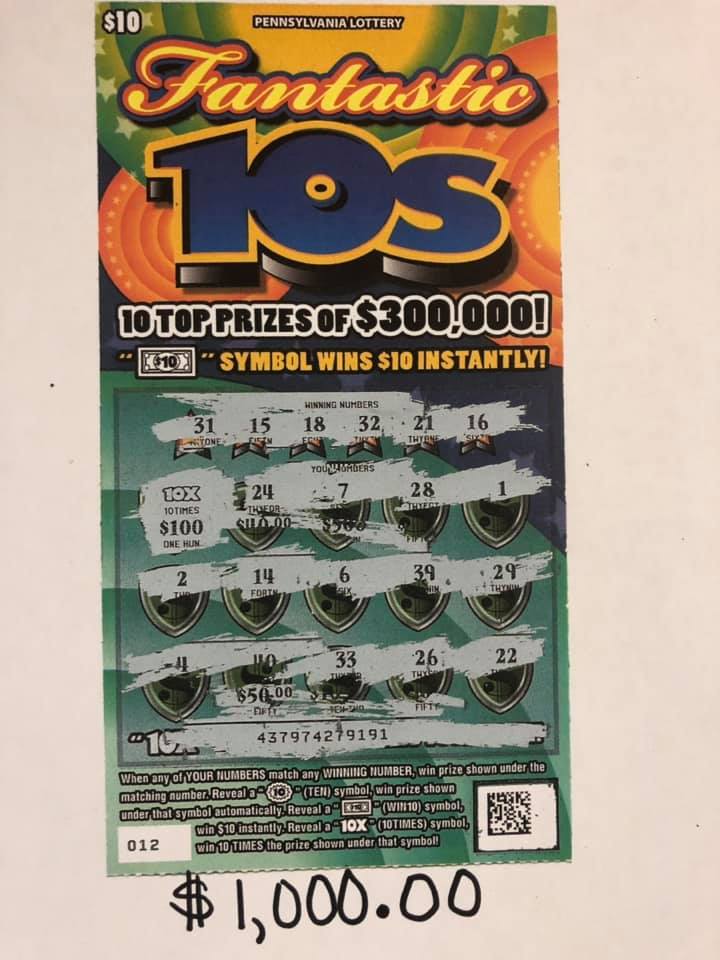 $10
PENNSYLVANIA LOTTERY
Fantastic
10s
10 TOP PRIZES OF $300,000!
"$10" SYMBOL WINS $10 INSTANTLY!
WINNING NUMBERS
31 15 18 32 21 16
10X 24 7 28 1
10TIMES
$100
ONE HUN
2 14 6 39 29
SIX
4 33 26 22
FIFTY FIFTY
437974279191
When any of YOUR NUMBERS match any WINNING NUMBER, win prize shown under the
matching number. Reveal a "10" (TEN) symbol, win prize shown
under that symbol automatically. Reveal a "$10" (WIN10) symbol,
win $10 instantly. Reveal a "10X" (10TIMES) symbol,
win 10 TIMES the prize shown under that symbol!
012
$1,000.00